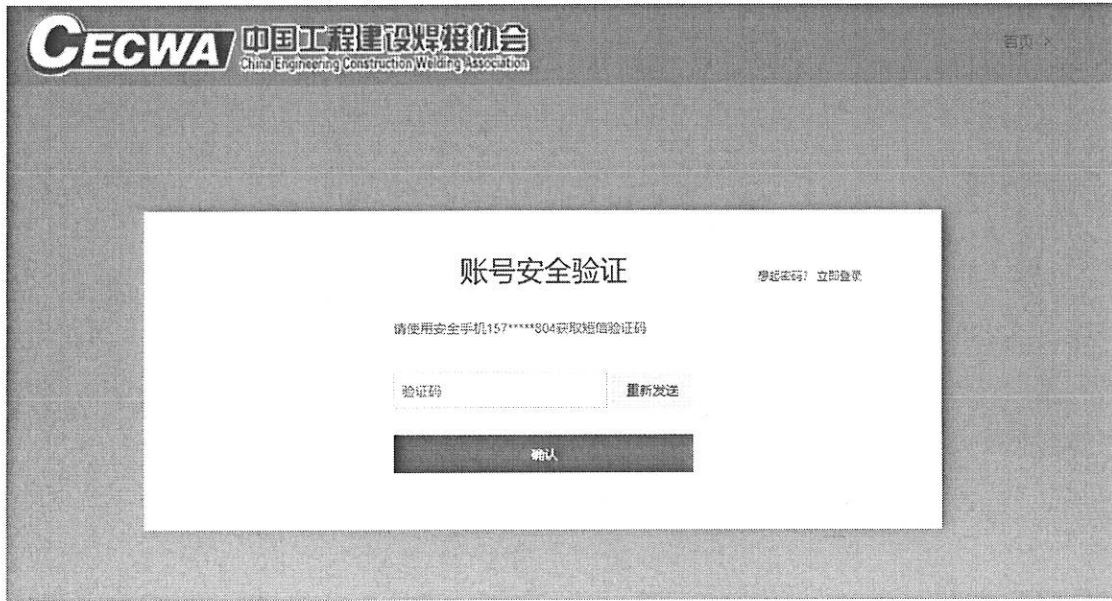 CECWA 中国工程建设焊接协会
China Engineering Construction Welding Association
首页
账号安全验证
想起密码? 立即登录
请使用安全手机157*****804获取短信验证码
验证码
重新发送
确认